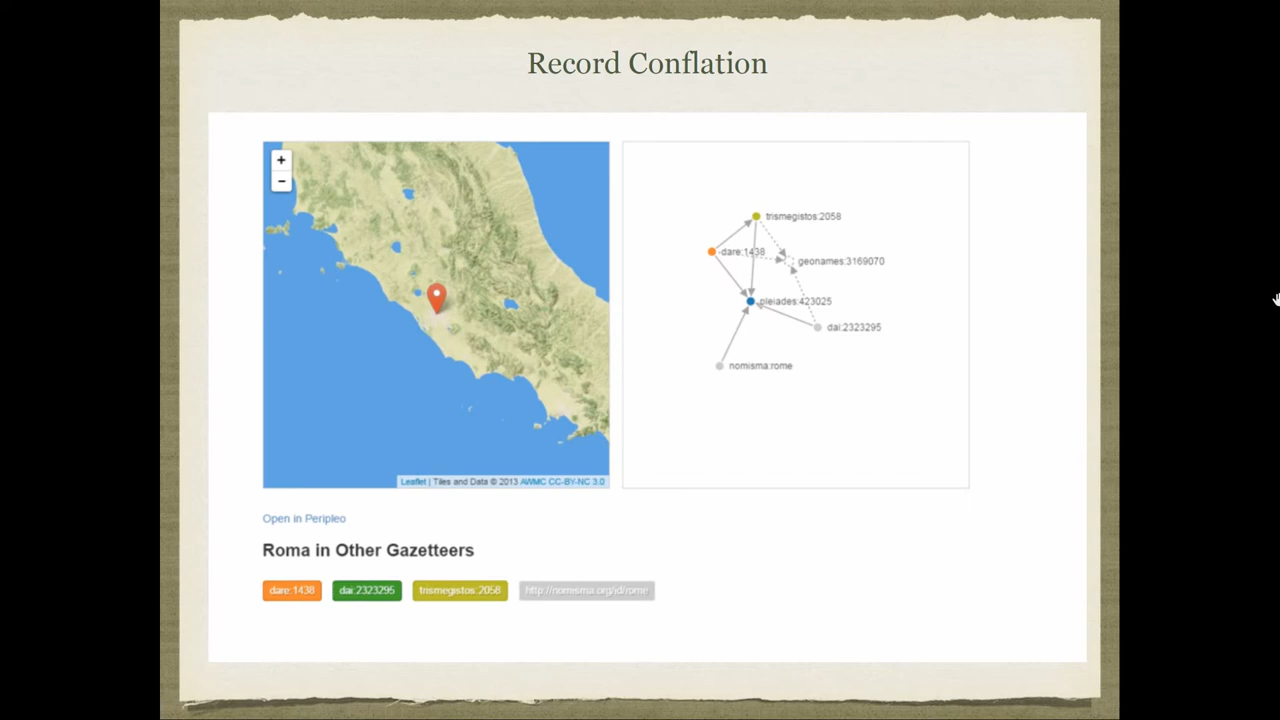 Record Conflation
+
−
trismegistos:2058
dare:1438
geonames:3169070
pleiades:423025
dai:2323295
nomisma:rome
Leaflet | Tiles and Data © 2013 AWMC CC-BY-NC 3.0
Open in Peripleo
Roma in Other Gazetteers
dare:1438 dai:2323295 trismegistos:2058 http://nomisma.org/id/rome